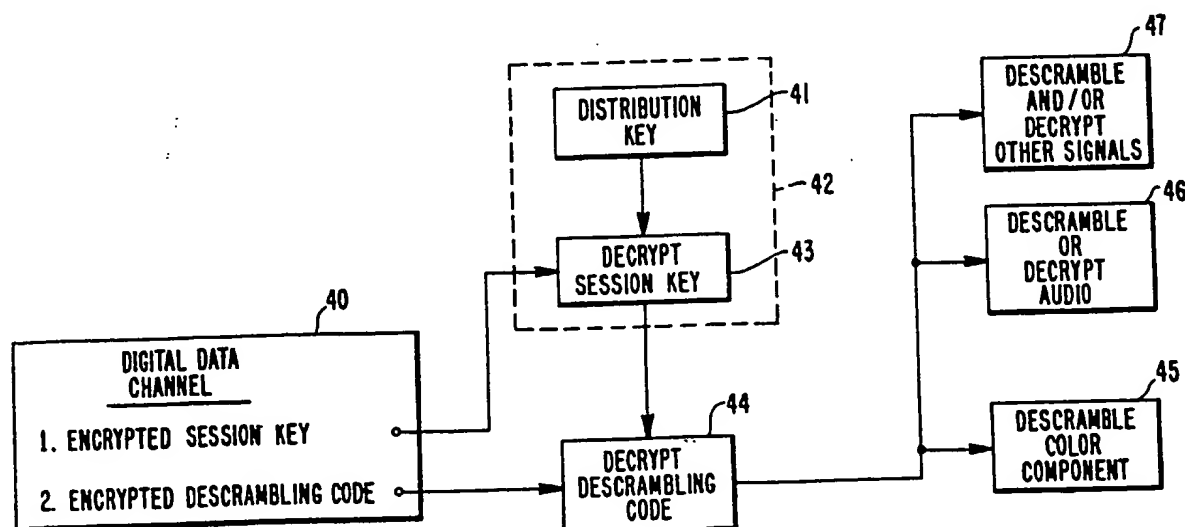 47
DESCRAMBLE
AND/OR
DECRYPT
OTHER SIGNALS
DISTRIBUTION
KEY
41
42
46
DESCRAMBLE
OR
DECRYPT
AUDIO
DECRYPT
SESSION KEY
43
40
DIGITAL DATA
CHANNEL
1. ENCRYPTED SESSION KEY
2. ENCRYPTED DESCRAMBLING CODE
44
DECRYPT
DESCRAMBLING
CODE
45
DESCRAMBLE
COLOR
COMPONENT